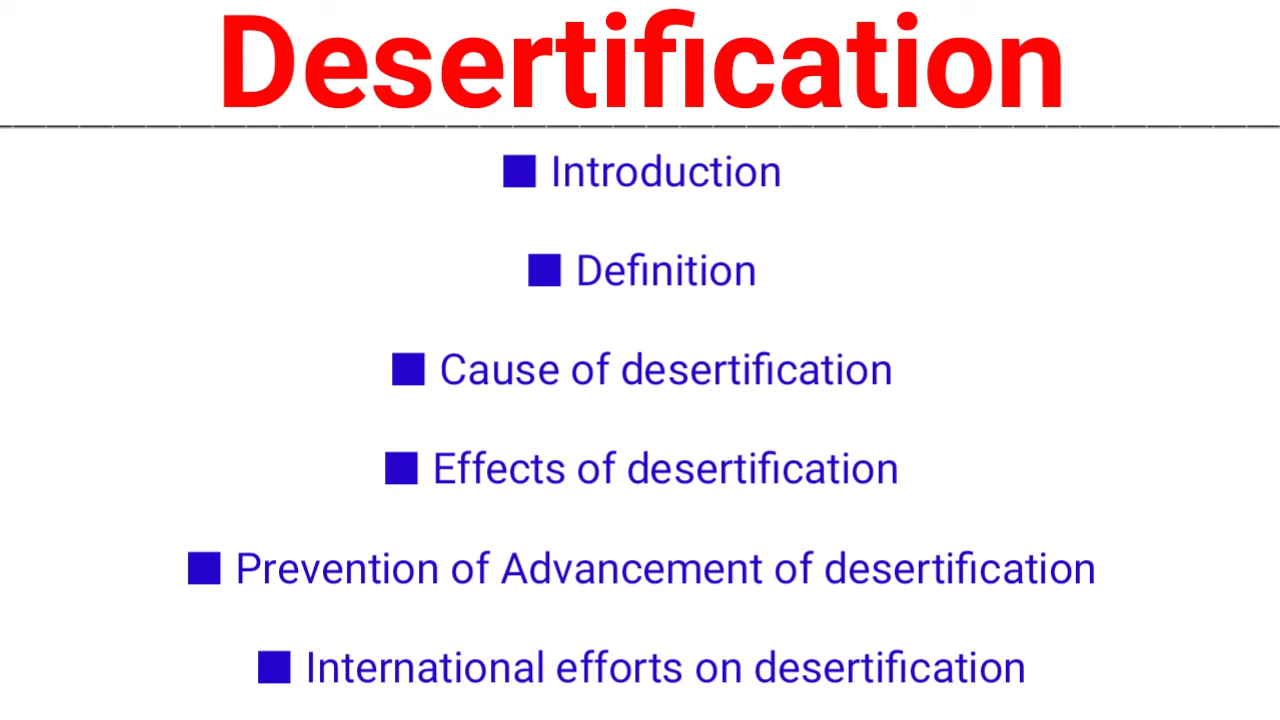 Desertification
■ Introduction
■ Definition
■ Cause of desertification
■ Effects of desertification
■ Prevention of Advancement of desertification
■ International efforts on desertification